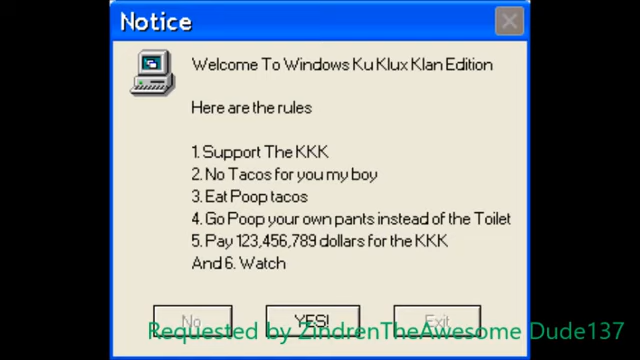 Notice
Welcome To Windows Ku Klux Klan Edition
Here are the rules
1. Support The KKK
2. No Tacos for you my boy
3. Eat Poop tacos
4. Go Poop your own pants instead of the Toilet
5. Pay 123,456,789 dollars for the KKK
And 6. Watch
No YES! Exit
Requested by ZindrenTheAwesome Dude137